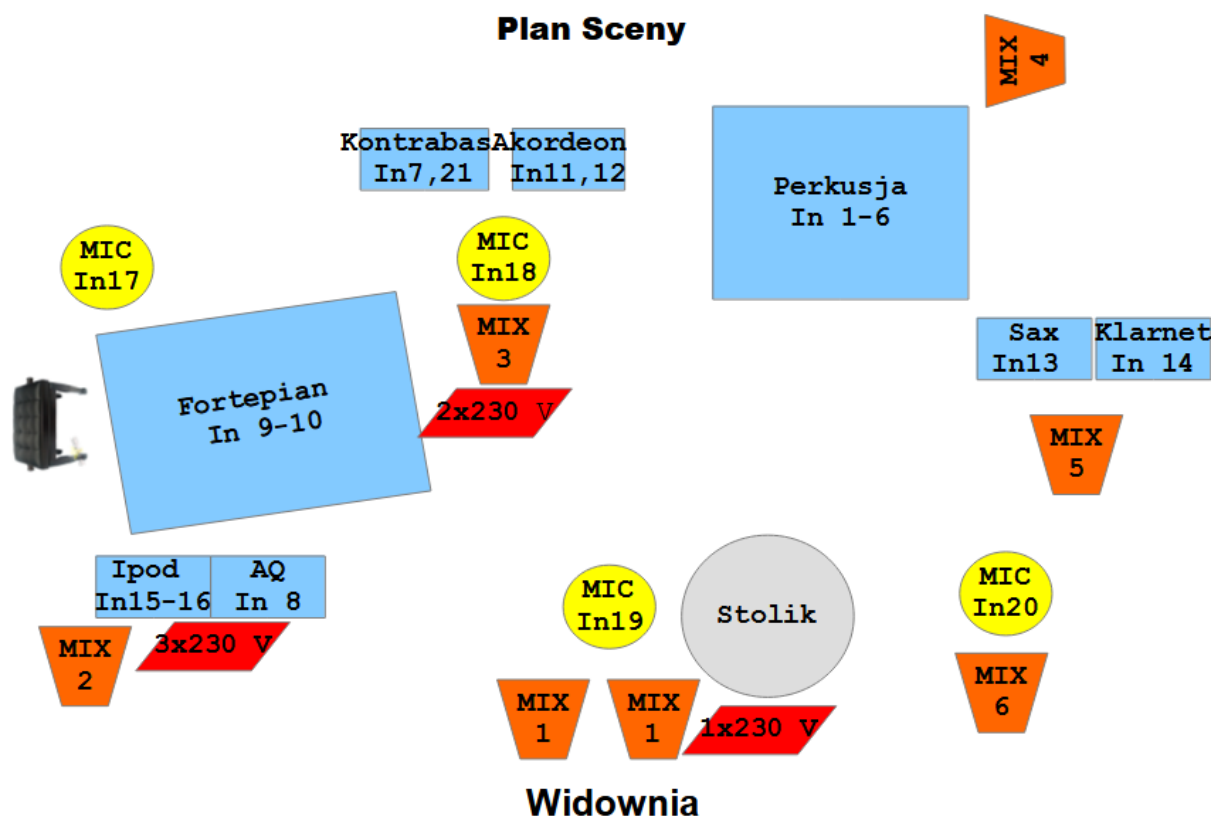 Plan Sceny
MIX
4
Kontrabas
In7,21
Akordeon
In11,12
Perkusja
In 1-6
MIC
In17
MIC
In18
MIX
3
2x230 V
Fortepian
In 9-10
Sax
In13
Klarnet
In 14
MIX
5
Ipod
In15-16
AQ
In 8
3x230 V
MIX
2
MIC
In19
Stolik
MIC
In20
MIX
1
MIX
1
1x230 V
MIX
6
Widownia